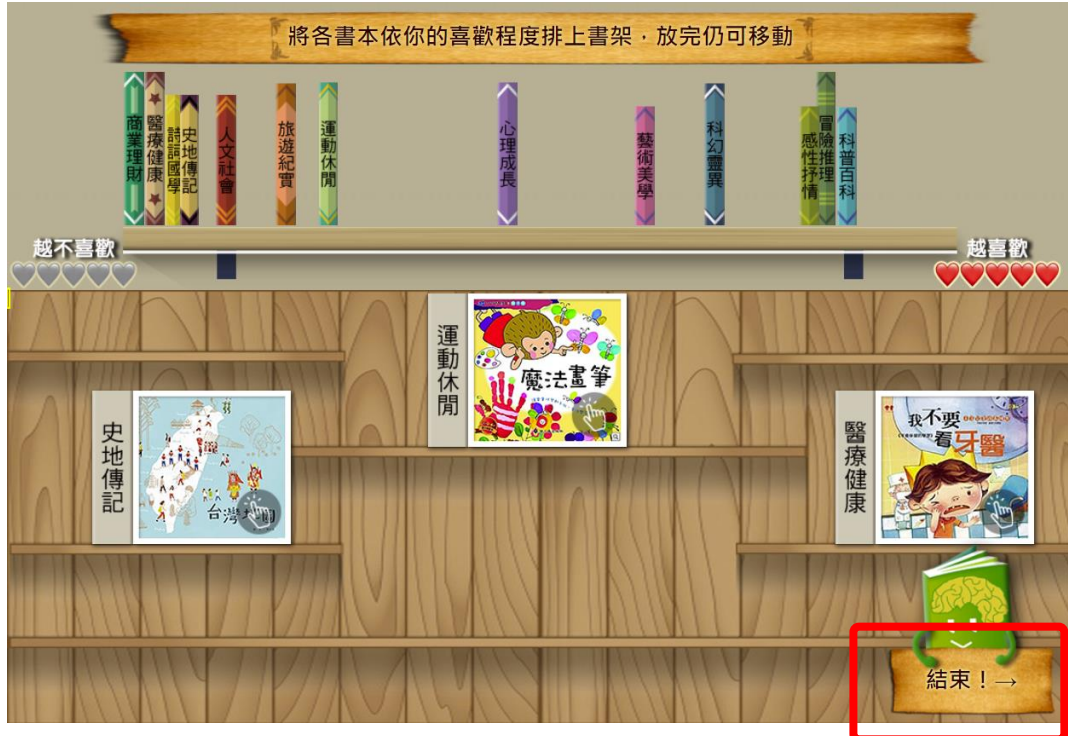 將各書本依你的喜歡程度排上書架，放完仍可移動
商業理財
醫療健康
詩詞國學
史地傳記
人文社會
旅遊紀實
運動休閒
心理成長
藝術美學
科幻靈異
感性抒情
冒險推理
科普百科
越不喜歡
越喜歡
運動休閒
魔法畫筆
史地傳記
台灣地圖
醫療健康
我不要
看牙醫
結束！→